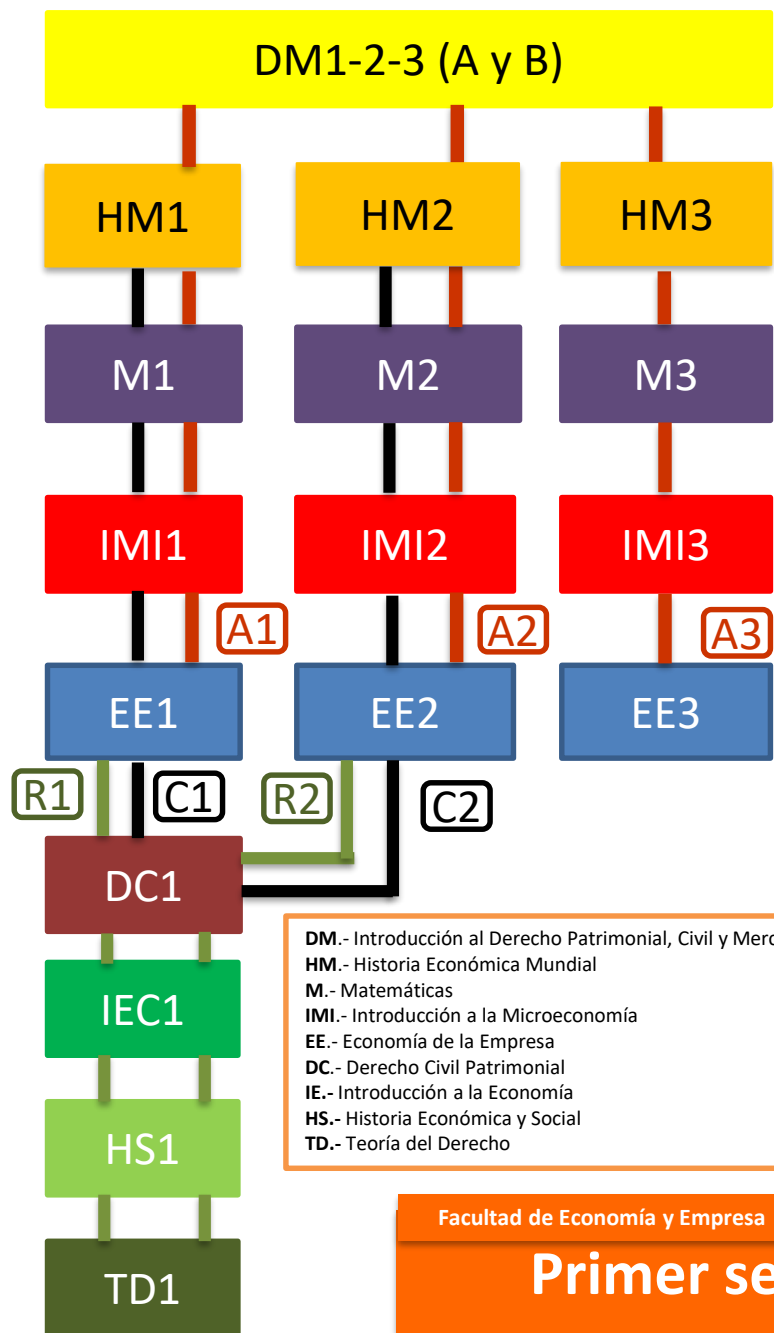 DM1-2-3 (A y B)
HM1
HM2
HM3
M1
M2
M3
IMI1
IMI2
IMI3
A1
A2
A3
EE1
EE2
EE3
R1
C1
R2
C2
DC1
IEC1
HS1
TD1
DM.- Introducción al Derecho Patrimonial, Civil y
HM.- Historia Económica Mundial
M.- Matemáticas
IMI.- Introducción a la Microeconomía
EE.- Economía de la Empresa
DC.- Derecho Civil Patrimonial
IE.- Introducción a la Economía
HS.- Historia Económica y Social
TD.- Teoría del Derecho
Facultad de Economía y Empresa
Primer